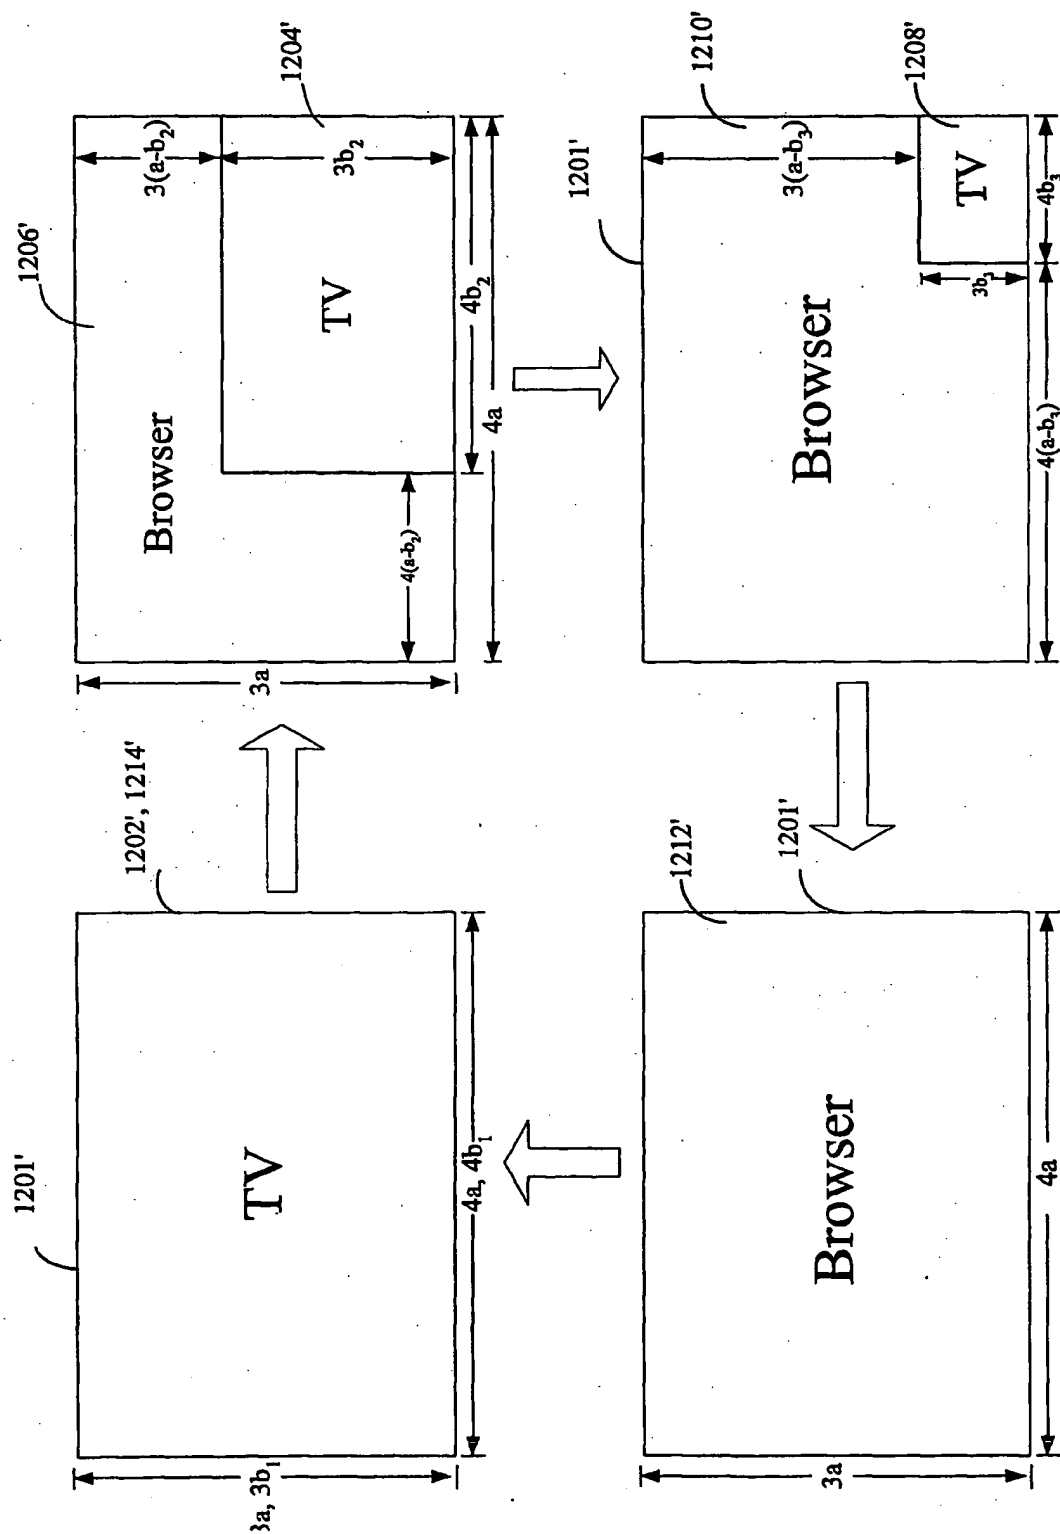 1201'
TV
1202', 1214'
3a, 3b₁
4a, 4b₁
1206'
Browser
3(a-b₂)
1204'
3a
TV
3b₂
4(a-b₂)
4b₂
4a
1212'
Browser
1201'
3a
4a
1201'
1210'
Browser
3(a-b₃)
1208'
TV
3b₃
4(a-b₃)
4b₃